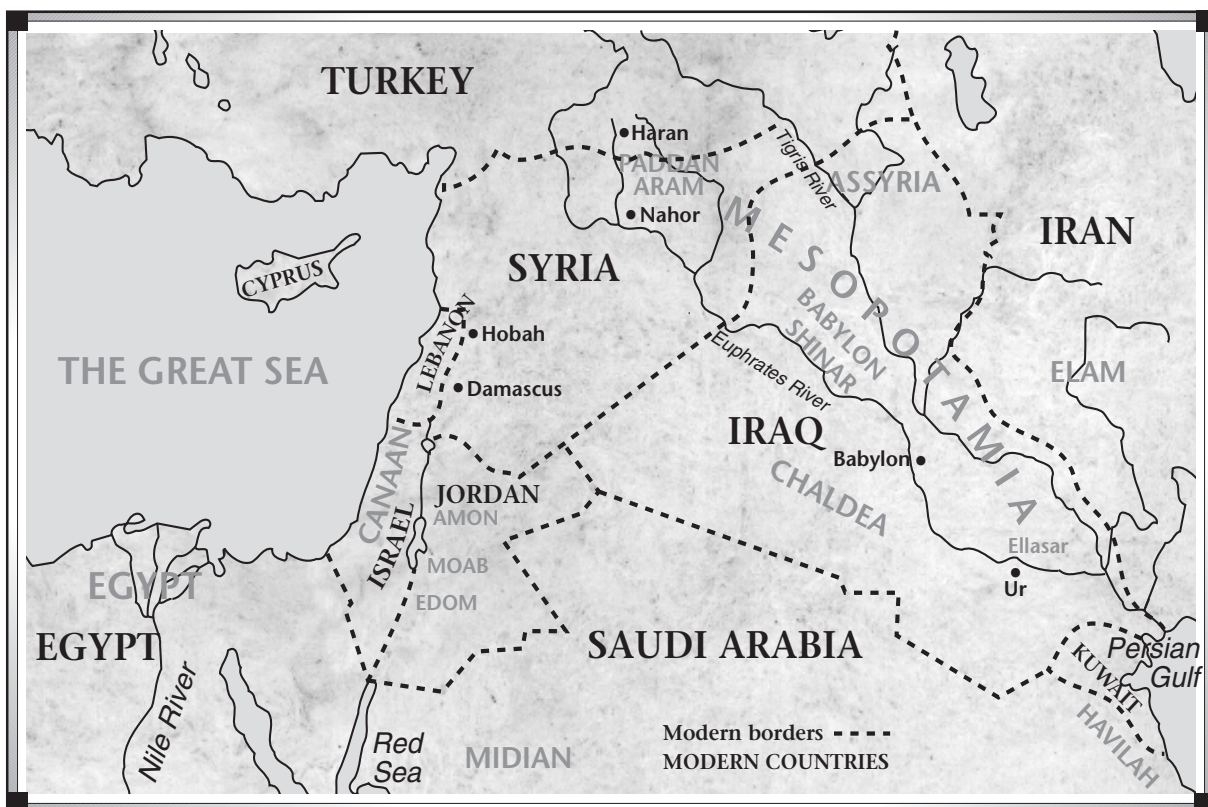 TURKEY
Haran
PADDAN
ARAM
Nahor
Tigris River
ASSYRIA
MESOPOTAMIA
IRAN
CYPRUS
SYRIA
BABYLON
SHINAR
LEBANON
Hobah
Euphrates River
THE GREAT SEA
ELAM
Damascus
IRAQ
Babylon
CANAAN
CHALDEA
JORDAN
AMON
ISRAEL
Ellasar
MOAB
Ur
EGYPT
EDOM
EGYPT
SAUDI ARABIA
Persian
Gulf
KUWAIT
Nile River
Red
Sea
MIDIAN
HAVILAH
Modern borders
MODERN COUNTRIES